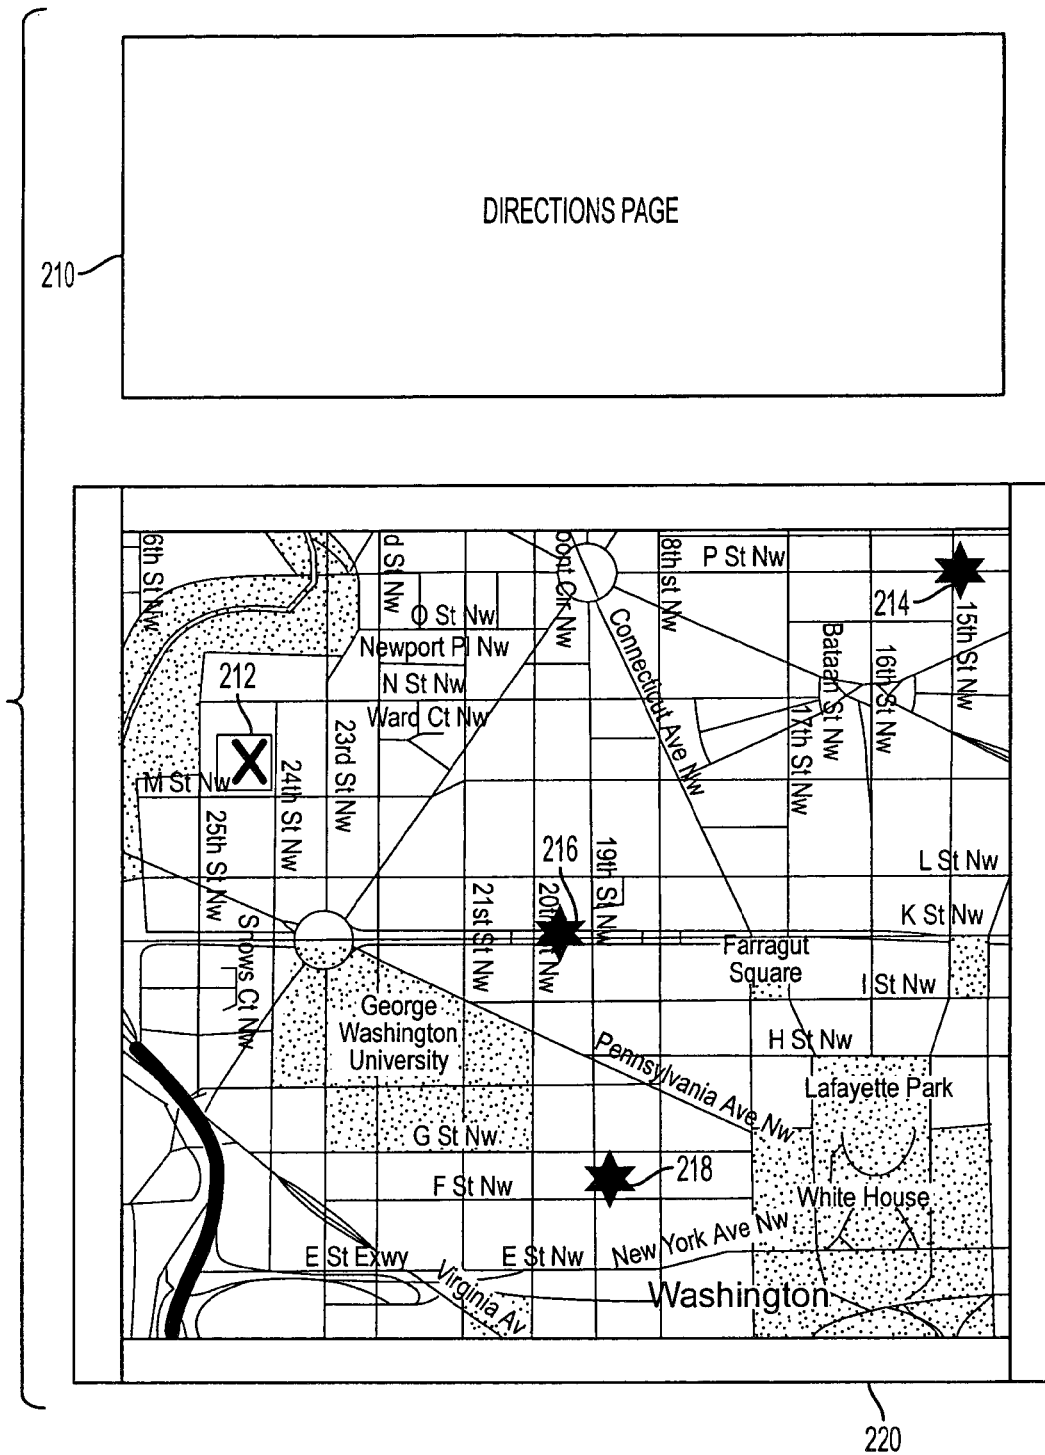 DIRECTIONS PAGE
210
6th St Nw
d St Nw
pont Cir Nw
8th st Nw
P St Nw
214
15th St Nw
O St Nw
Newport Pl Nw
Connecticut Ave Nw
Bataan St Nw
16th St Nw
212
N St Nw
Ward Ct Nw
17th St Nw
23rd St Nw
M St Nw
24th St Nw
25th St Nw
216
19th St Nw
L St Nw
21st St Nw
20th St Nw
K St Nw
Snows Ct Nw
Farragut
Square
I St Nw
George
Washington
University
H St Nw
Pennsylvania Ave Nw
Lafayette Park
G St Nw
218
F St Nw
White House
New York Ave Nw
E St Exwy
E St Nw
Virginia Av
Washington
220